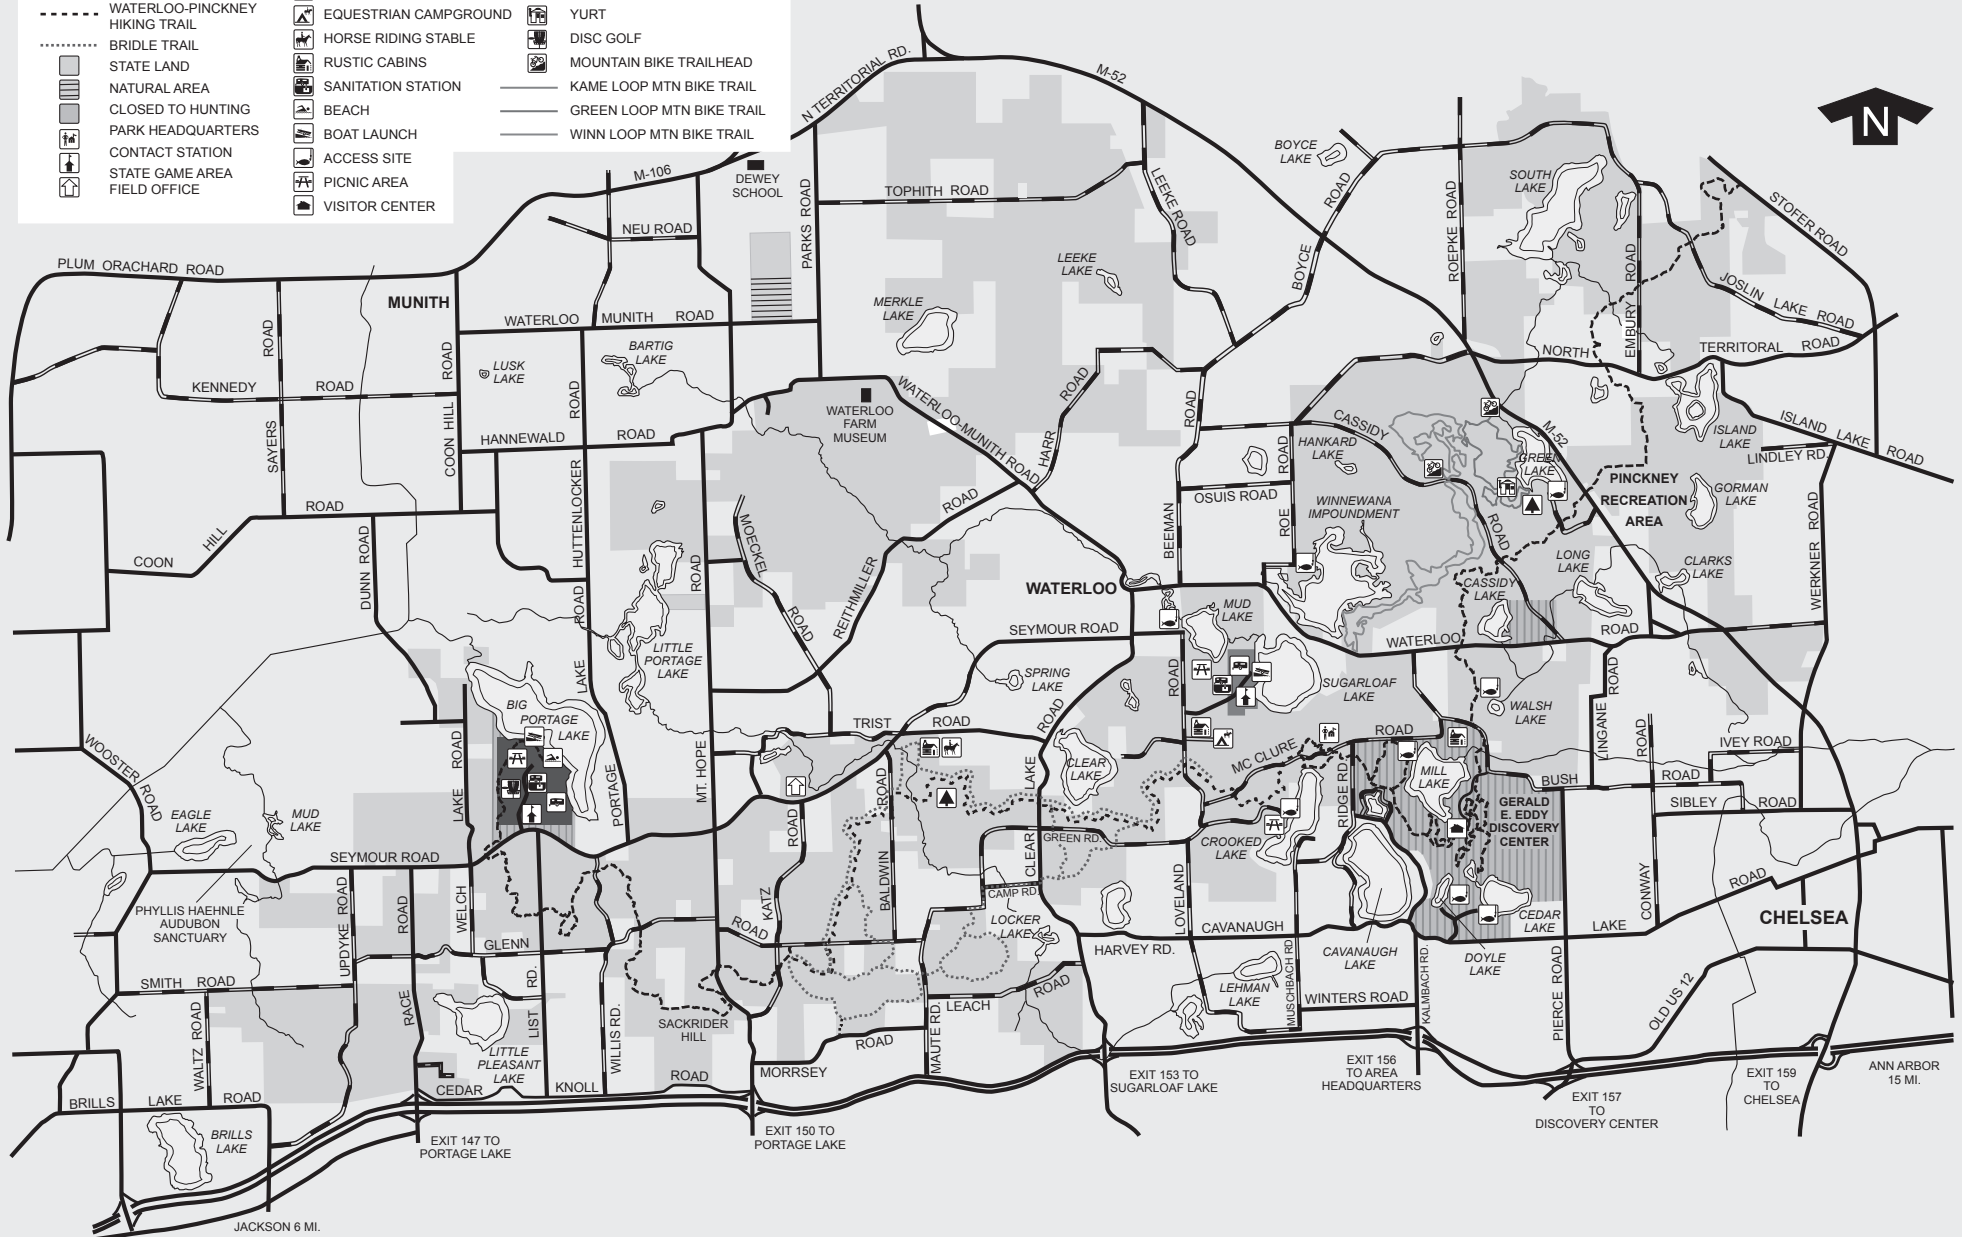 WATERLOO-PINCKNEY
HIKING TRAIL
BRIDLE TRAIL
STATE LAND
NATURAL AREA
CLOSED TO HUNTING
PARK HEADQUARTERS
CONTACT STATION
STATE GAME AREA
FIELD OFFICE
EQUESTRIAN CAMPGROUND
HORSE RIDING STABLE
RUSTIC CABINS
SANITATION STATION
BEACH
BOAT LAUNCH
ACCESS SITE
PICNIC AREA
VISITOR CENTER
YURT
DISC GOLF
MOUNTAIN BIKE TRAILHEAD
KAME LOOP MTN BIKE TRAIL
GREEN LOOP MTN BIKE TRAIL
WINN LOOP MTN BIKE TRAIL
N TERRITORIAL RD.
M-52
N
M-106
DEWEY
SCHOOL
PARKS ROAD
TOPHITH ROAD
LEEKE ROAD
BOYCE
LAKE
BOYCE ROAD
ROEPKE ROAD
SOUTH
LAKE
STOFER ROAD
NEU ROAD
PLUM ORACHARD ROAD
MUNITH
LEEKE
LAKE
MERKLE
LAKE
EMBURY ROAD
JOSLIN LAKE ROAD
WATERLOO MUNITH ROAD
NORTH TERRITORAL ROAD
SAYERS ROAD
COON HILL ROAD
LUSK
LAKE
BARTIG
LAKE
KENNEDY ROAD
HANNEWALD ROAD
HUTTENLOCKER ROAD
WATERLOO
FARM
MUSEUM
WATERLOO-MUNITH ROAD
HARR ROAD
BEEMAN ROAD
CASSIDY ROAD
HANKARD
LAKE
M-52
GREEN
LAKE
ISLAND
LAKE
ISLAND LAKE ROAD
LINDLEY RD.
PINCKNEY
RECREATION
AREA
GORMAN
LAKE
OSUIS ROAD
ROE ROAD
WINNEWANA
IMPOUNDMENT
COON HILL ROAD
DUNN ROAD
MOECKEL ROAD
REITHMILLER ROAD
WATERLOO
LONG
LAKE
CLARKS
LAKE
CASSIDY
LAKE
WERKNER ROAD
MUD
LAKE
SEYMOUR ROAD
WATERLOO ROAD
LITTLE
PORTAGE
LAKE
SPRING
LAKE
SUGARLOAF
LAKE
WALSH
LAKE
LINGANE ROAD
BIG
PORTAGE
LAKE
PORTAGE LAKE ROAD
MT. HOPE ROAD
TRIST ROAD
CLEAR LAKE ROAD
CLEAR
LAKE
MC CLURE ROAD
MILL
LAKE
BUSH ROAD
IVEY ROAD
SIBLEY ROAD
WOOSTER ROAD
EAGLE
LAKE
MUD
LAKE
LAKE ROAD
GERALD
E. EDDY
DISCOVERY
CENTER
RIDGE RD.
CROOKED
LAKE
GREEN RD.
CAMP RD.
SEYMOUR ROAD
PHYLLIS HAEHNLE
AUDUBON
SANCTUARY
UPDYKE ROAD
RACE ROAD
WELCH
KATZ ROAD
BALDWIN ROAD
LOCKER
LAKE
LOVELAND ROAD
CONWAY ROAD
ROAD
CHELSEA
CEDAR
LAKE
CAVANAUGH LAKE
HARVEY RD.
CAVANAUGH
LAKE
DOYLE
LAKE
GLENN ROAD
SMITH ROAD
WALTZ ROAD
LIST RD.
WILLIS RD.
SACKRIDER
HILL
LEACH ROAD
MAUTE RD.
LEHMAN
LAKE
MUSCHBACH RD
WINTERS ROAD
KALMBACH RD.
PIERCE ROAD
OLD US 12
LITTLE
PLEASANT
LAKE
CEDAR KNOLL ROAD
MORRSEY ROAD
BRILLS LAKE ROAD
BRILLS
LAKE
EXIT 147 TO
PORTAGE LAKE
EXIT 150 TO
PORTAGE LAKE
EXIT 153 TO
SUGARLOAF LAKE
EXIT 156
TO AREA
HEADQUARTERS
EXIT 157
TO
DISCOVERY CENTER
EXIT 159
TO
CHELSEA
ANN ARBOR
15 MI.
JACKSON 6 MI.